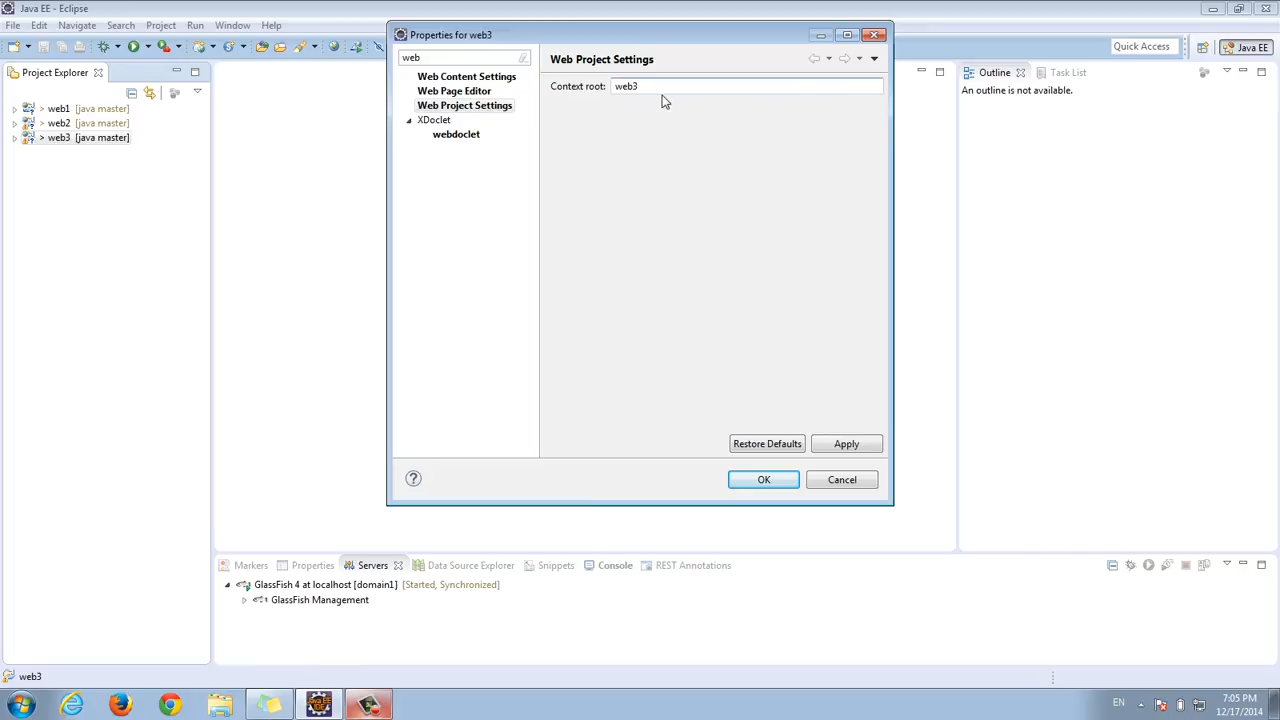 Java EE - Eclipse
File Edit Navigate Search Project Run Window Help
Quick Access
Java EE
Project Explorer
> web1 [java master]
> web2 [java master]
> web3 [java master]
Properties for web3
web
Web Content Settings
Web Page Editor
Web Project Settings
XDoclet
webdoclet
Web Project Settings
Context root: web3
Restore Defaults Apply
? OK Cancel
Outline Task List
An outline is not available.
Markers Properties Servers Data Source Explorer Snippets Console REST Annotations
GlassFish 4 at localhost [domain1] [Started, Synchronized]
GlassFish Management
web3
Java EE
IDE
EN
7:05 PM
12/17/2014